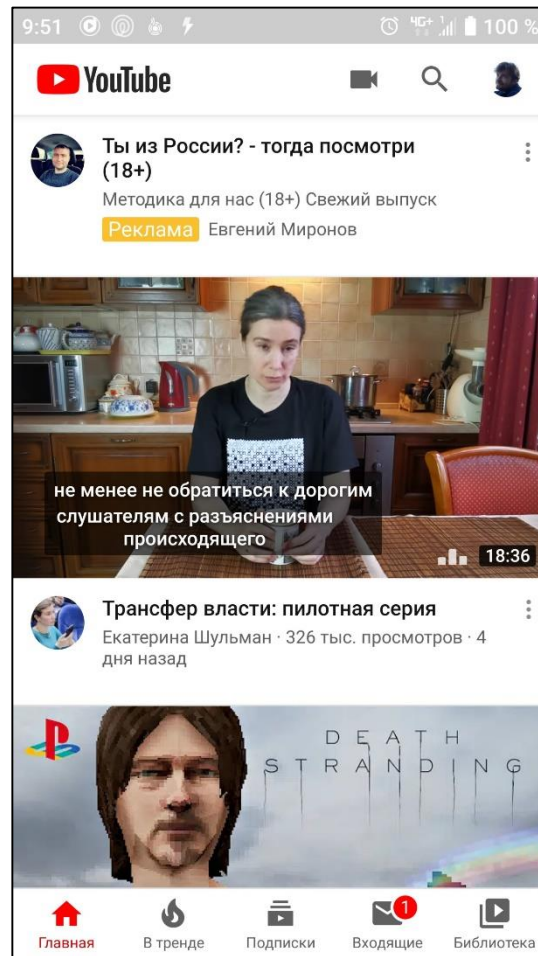 9:51
4G+ 1
100 %
YouTube
Ты из России? - тогда посмотри
(18+)
Методика для нас (18+) Свежий выпуск
Реклама Евгений Миронов
не менее не обратиться к дорогим
слушателям с разъяснениями
происходящего
18:36
Трансфер власти: пилотная серия
Екатерина Шульман · 326 тыс. просмотров · 4
дня назад
DEATH
STRANDING
1
Главная
В тренде
Подписки
Входящие
Библиотека